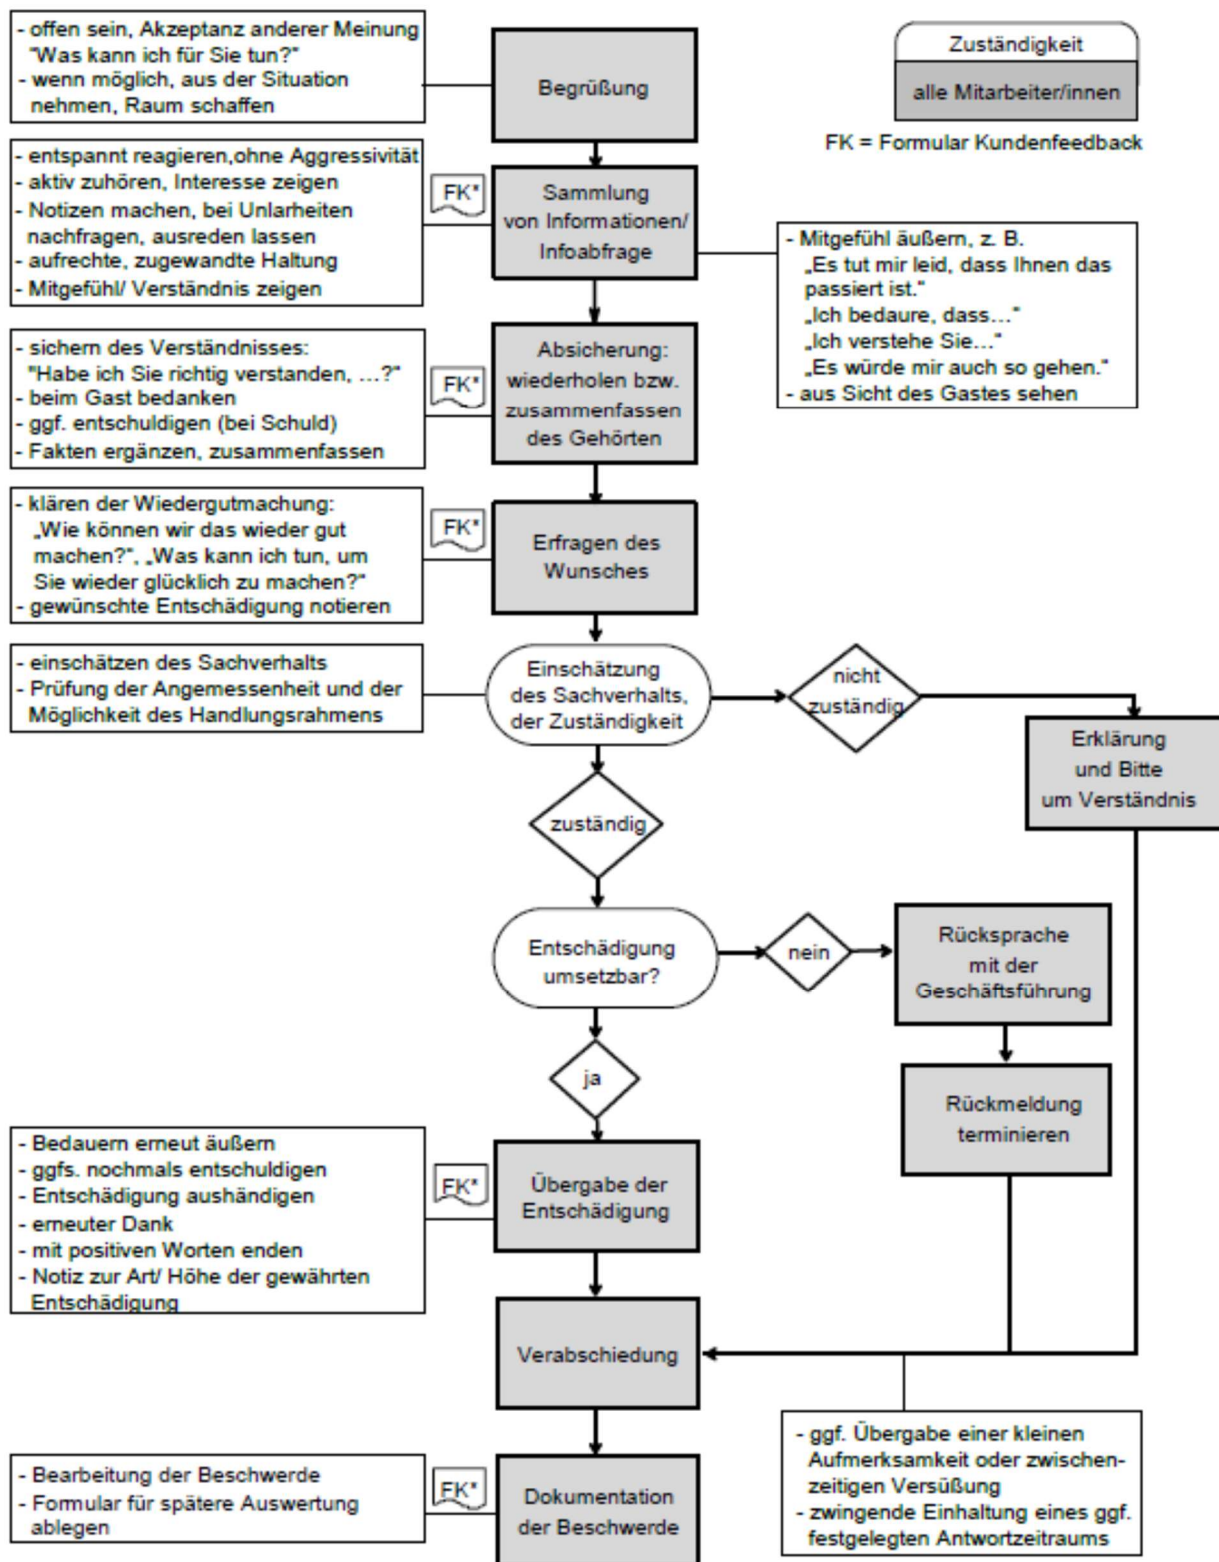 - offen sein, Akzeptanz anderer Meinung
"Was kann ich für Sie tun?"
- wenn möglich, aus der Situation
nehmen, Raum schaffen
Begrüßung
Zuständigkeit
alle Mitarbeiter/innen
FK = Formular Kundenfeedback
- entspannt reagieren,ohne Aggressivität
- aktiv zuhören, Interesse zeigen
- Notizen machen, bei Unlarheiten
nachfragen, ausreden lassen
- aufrechte, zugewandte Haltung
- Mitgefühl/ Verständnis zeigen
FK*
Sammlung
von Informationen/
Infoabfrage
- Mitgefühl äußern, z. B.
„Es tut mir leid, dass Ihnen das
passiert ist."
„Ich bedaure, dass…"
„Ich verstehe Sie…"
„Es würde mir auch so gehen."
- aus Sicht des Gastes sehen
- sichern des Verständnisses:
"Habe ich Sie richtig verstanden, …?"
- beim Gast bedanken
- ggf. entschuldigen (bei Schuld)
- Fakten ergänzen, zusammenfassen
FK*
Absicherung:
wiederholen bzw.
zusammenfassen
des Gehörten
- klären der Wiedergutmachung:
„Wie können wir das wieder gut
machen?", „Was kann ich tun, um
Sie wieder glücklich zu machen?"
- gewünschte Entschädigung notieren
FK*
Erfragen des
Wunsches
- einschätzen des Sachverhalts
- Prüfung der Angemessenheit und der
Möglichkeit des Handlungsrahmens
Einschätzung
des Sachverhalts,
der Zuständigkeit
nicht
zuständig
Erklärung
und Bitte
um Verständnis
zuständig
Entschädigung
umsetzbar?
nein
Rücksprache
mit der
Geschäftsführung
ja
Rückmeldung
terminieren
- Bedauern erneut äußern
- ggfs. nochmals entschuldigen
- Entschädigung aushändigen
- erneuter Dank
- mit positiven Worten enden
- Notiz zur Art/ Höhe der gewährten
Entschädigung
FK*
Übergabe der
Entschädigung
Verabschiedung
- ggf. Übergabe einer kleinen
Aufmerksamkeit oder zwischen-
zeitigen Versüßung
- zwingende Einhaltung eines ggf.
festgelegten Antwortzeitraums
- Bearbeitung der Beschwerde
- Formular für spätere Auswertung
ablegen
FK*
Dokumentation
der Beschwerde